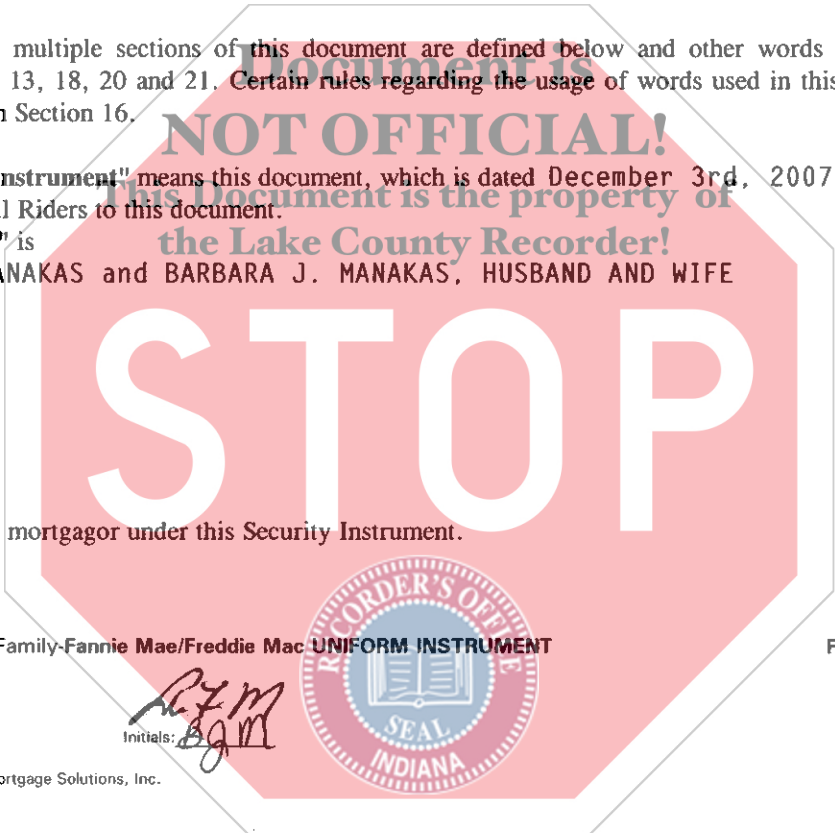 multiple sections of this document are defined below and other words
Document is
13, 18, 20 and 21. Certain rules regarding the usage of words used in this
n Section 16.
NOT OFFICIAL!
nstrument" means this document, which is dated December 3rd, 2007
This Document is the property of
l Riders to this document.
" is
the Lake County Recorder!
ANAKAS and BARBARA J. MANAKAS, HUSBAND AND WIFE
STOP
mortgagor under this Security Instrument.
RECORDER'S OFFICE
Family-Fannie Mae/Freddie Mac UNIFORM INSTRUMENT
F
Initials: BJM
SEAL
INDIANA
ortgage Solutions, Inc.